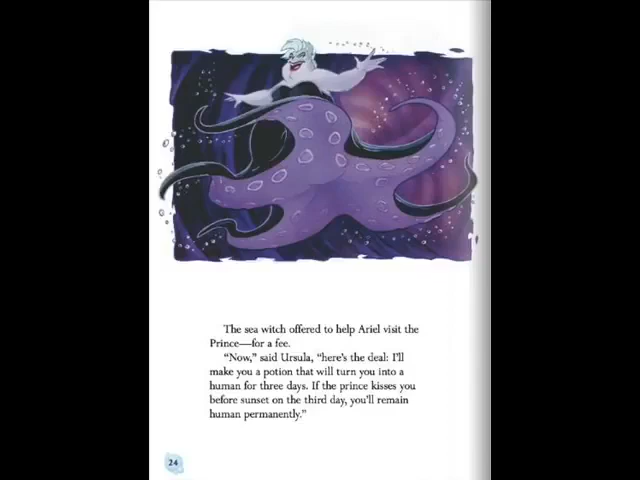 The sea witch offered to help Ariel visit the
Prince—for a fee.
“Now,” said Ursula, “here's the deal: I'll
make you a potion that will turn you into a
human for three days. If the prince kisses you
before sunset on the third day, you'll remain
human permanently.”
24